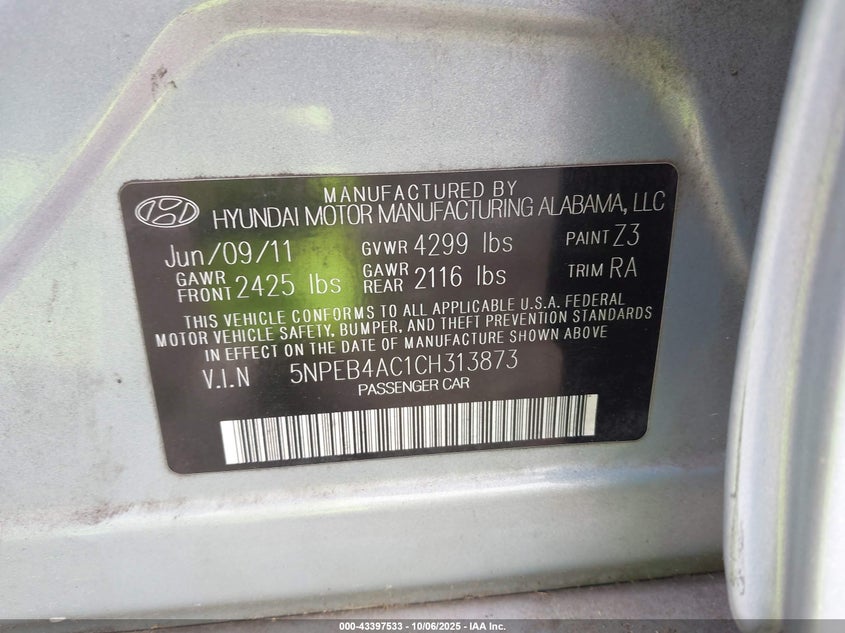 MANUFACTURED BY
HYUNDAI MOTOR MANUFACTURING ALABAMA, LLC
Jun/09/11 GVWR 4299 lbs PAINT Z3
GAWR FRONT 2425 lbs GAWR REAR 2116 lbs TRIM RA
THIS VEHICLE CONFORMS TO ALL APPLICABLE U.S.A. FEDERAL
MOTOR VEHICLE SAFETY, BUMPER, AND THEFT PREVENTION STANDARDS
IN EFFECT ON THE DATE OF MANUFACTURE SHOWN ABOVE
V.I.N 5NPEB4AC1CH313873
PASSENGER CAR
000-43397533 - 10/06/2025 - IAA Inc.